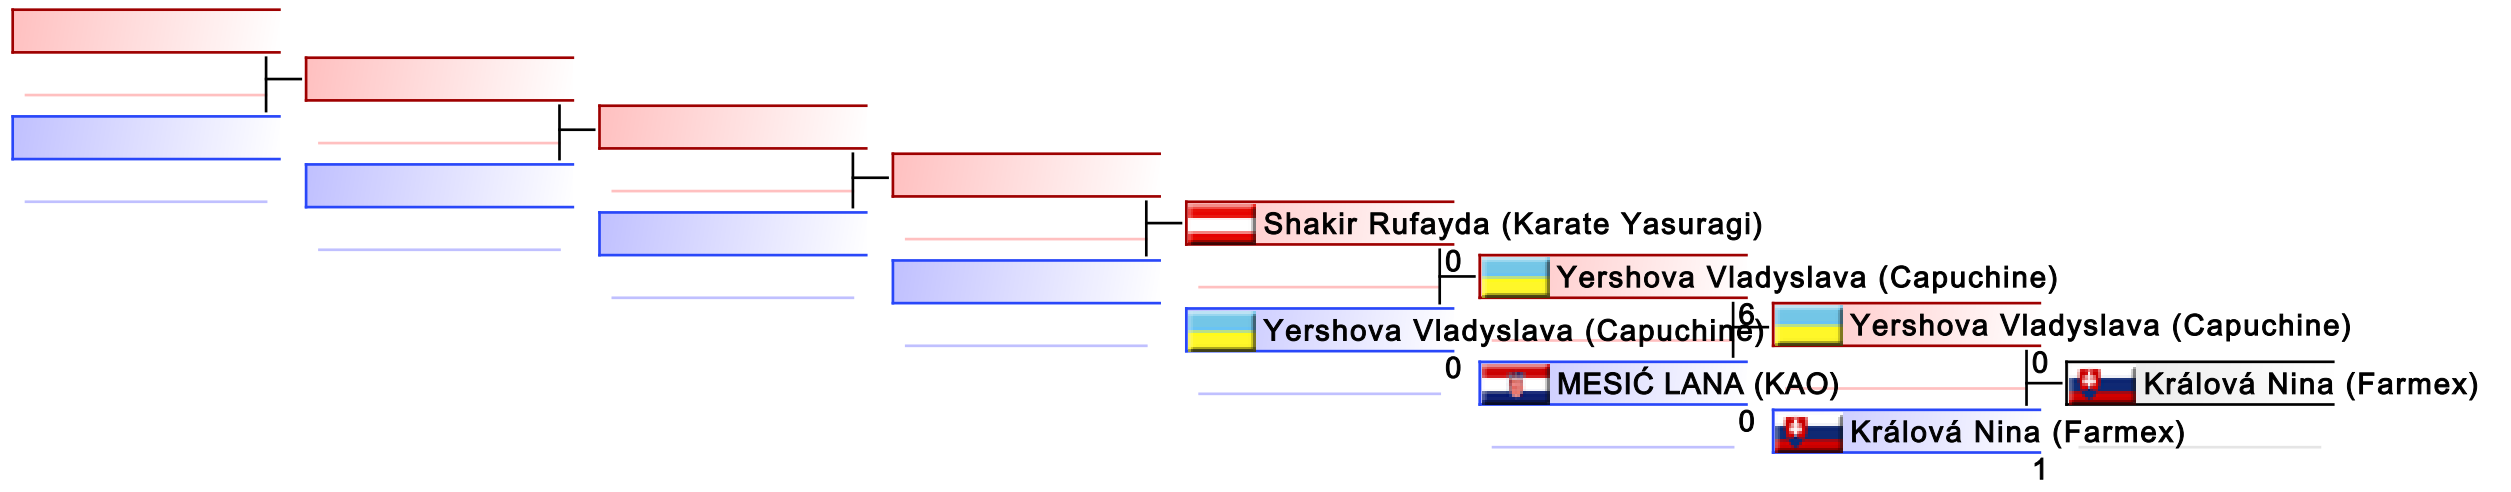 Shakir Rufayda (Karate Yasuragi)
0
Yershova Vladyslava (Capuchine)
6
Yershova Vladyslava (Capuchine)
Yershova Vladyslava (Capuchine)
0
0
MESIĆ LANA (KAO)
Králová Nina (Farmex)
0
Králová Nina (Farmex)
1